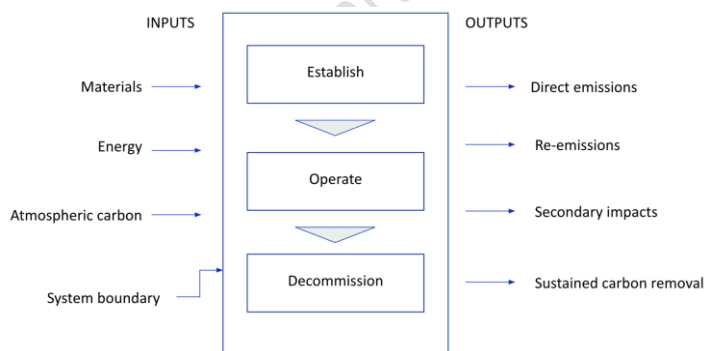 INPUTS
OUTPUTS
Establish
Materials
Direct emissions
Energy
Re-emissions
Operate
Atmospheric carbon
Secondary impacts
Decommission
Sustained carbon removal
System boundary